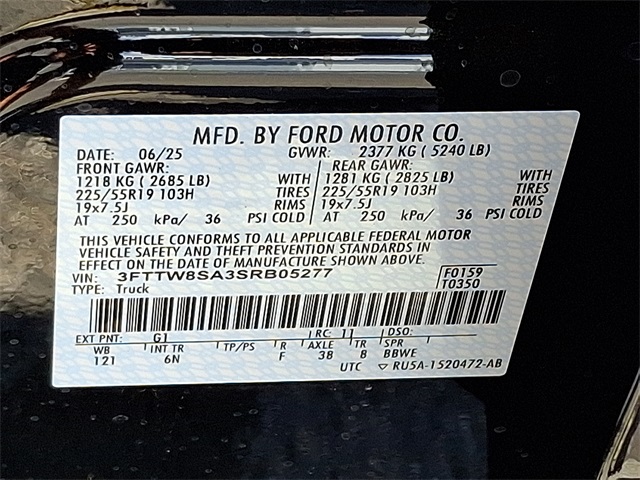 MFD. BY FORD MOTOR CO.
DATE: 06/25 GVWR: 2377 KG ( 5240 LB)
FRONT GAWR: REAR GAWR:
1218 KG ( 2685 LB) WITH 1281 KG ( 2825 LB) WITH
225/55R19 103H TIRES 225/55R19 103H TIRES
19x7.5J RIMS 19x7.5J RIMS
AT 250 kPa/ 36 PSI COLD AT 250 kPa/ 36 PSI COLD
THIS VEHICLE CONFORMS TO ALL APPLICABLE FEDERAL MOTOR
VEHICLE SAFETY AND THEFT PREVENTION STANDARDS IN
EFFECT ON THE DATE OF MANUFACTURE SHOWN ABOVE.
VIN: 3FTTW8SA3SRB05277 F0159
TYPE: Truck T0350
EXT PNT: G1 RC: 11 DSO:
WB INT TR TP/PS R AXLE TR SPR
121 6N F 38 8 BBWE
UTC ▽ RU5A-1520472-AB